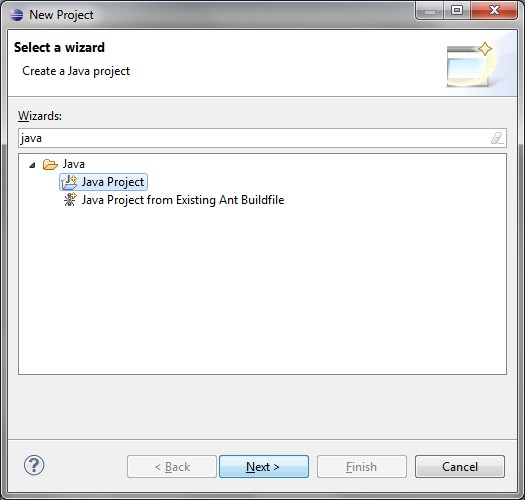 New Project
Select a wizard
Create a Java project
Wizards:
java
Java
Java Project
Java Project from Existing Ant Buildfile
< Back
Next >
Finish
Cancel